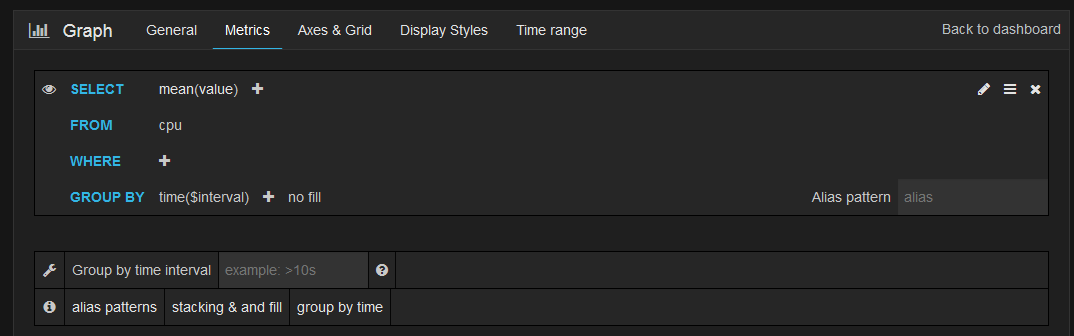 Graph General Metrics Axes & Grid Display Styles Time range Back to dashboard
SELECT mean(value)
FROM cpu
WHERE
GROUP BY time($interval) no fill Alias pattern alias
Group by time interval example: >10s
alias patterns stacking & and fill group by time